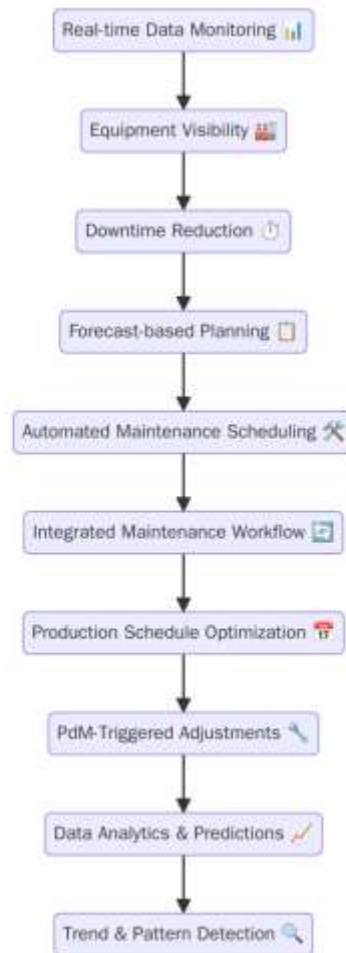 Real-time Data Monitoring 📊
Equipment Visibility 🏭
Downtime Reduction ⏱️
Forecast-based Planning 📋
Automated Maintenance Scheduling 🛠️
Integrated Maintenance Workflow 🔄
Production Schedule Optimization 📅
PdM-Triggered Adjustments 🔧
Data Analytics & Predictions 📈
Trend & Pattern Detection 🔍